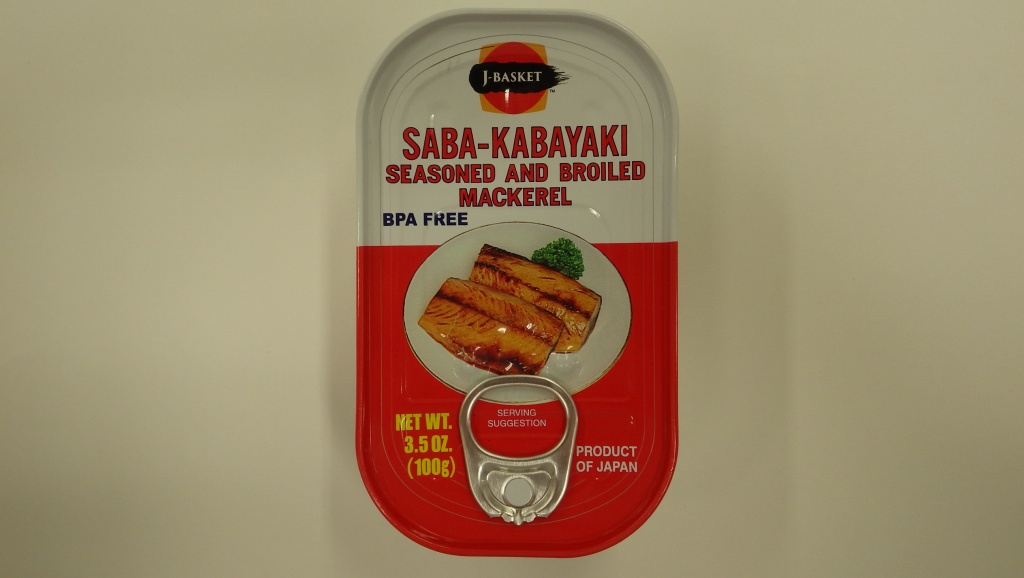 J-BASKET
TM
SABA-KABAYAKI
SEASONED AND BROILED
MACKEREL
BPA FREE
NET WT.
3.5 OZ.
(100g)
SERVING
SUGGESTION
PRODUCT
OF JAPAN